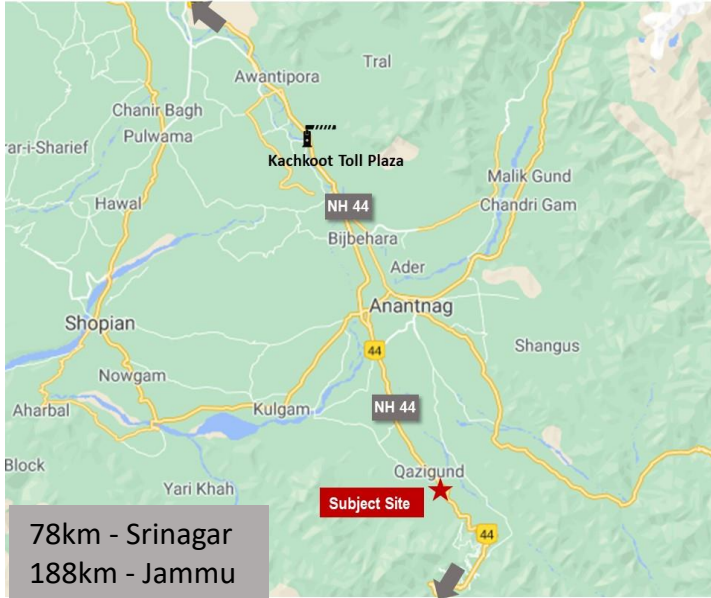 Awantipora
Tral
Chanir Bagh
Pulwama
Kachkoot Toll Plaza
rar-i-Sharief
Malik Gund
Hawal
NH 44
Chandri Gam
Bijbehara
Ader
Anantnag
Shopian
44
Shangus
Nowgam
NH 44
Aharbal
Kulgam
Block
Qazigund
Yari Khah
Subject Site
44
78km - Srinagar
188km - Jammu